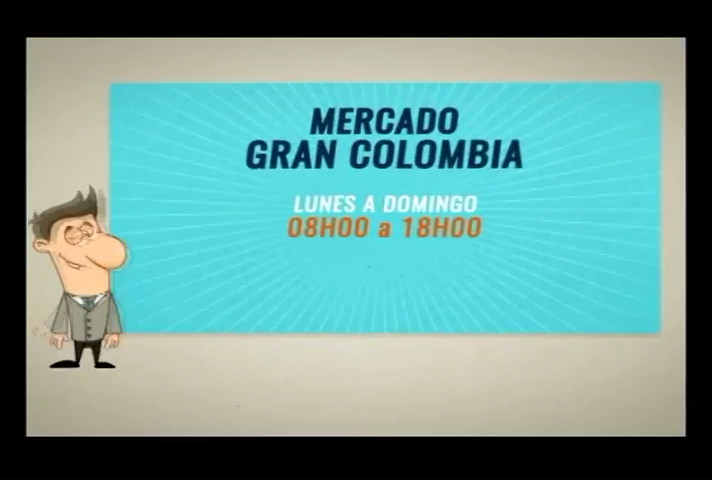 MERCADO
GRAN COLOMBIA
LUNES A DOMINGO
08H00 a 18H00